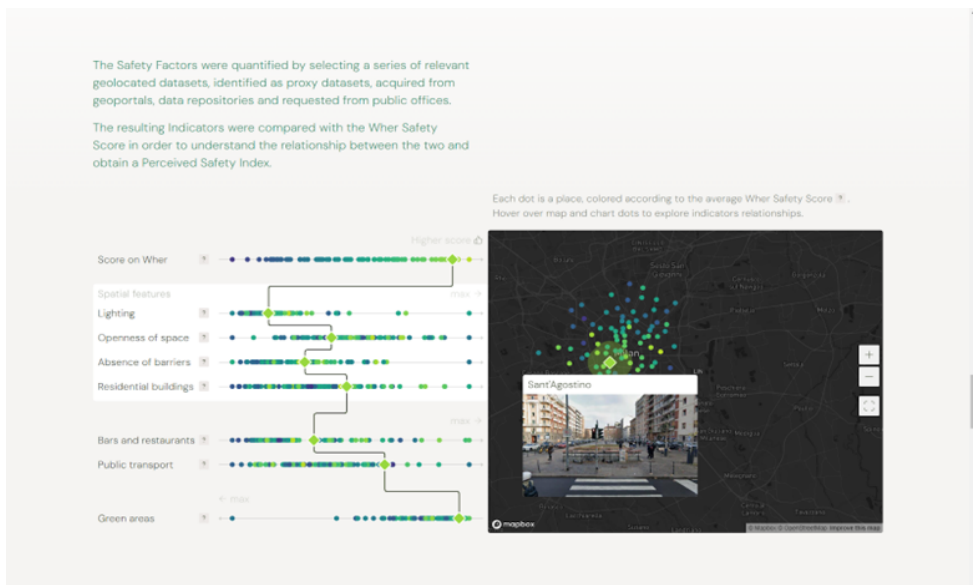 The Safety Factors were quantified by selecting a series of relevant
geolocated datasets, identified as proxy datasets, acquired from
geoportals, data repositories and requested from public offices.
The resulting Indicators were compared with the Wher Safety
Score in order to understand the relationship between the two and
obtain a Perceived Safety Index.
Each dot is a place, colored according to the average Wher Safety Score ? .
Hover over map and chart dots to explore indicators relationships.
Higher score
Score on Wher ?
Spatial features max →
Lighting ?
Openness of space ?
Absence of barriers ?
Residential buildings ?
max →
Bars and restaurants ?
Public transport ?
← max
Green areas ?
Sesto San
Giovanni
Milan
+
−
Sant'Agostino
mapbox
© Mapbox © OpenStreetMap Improve this map